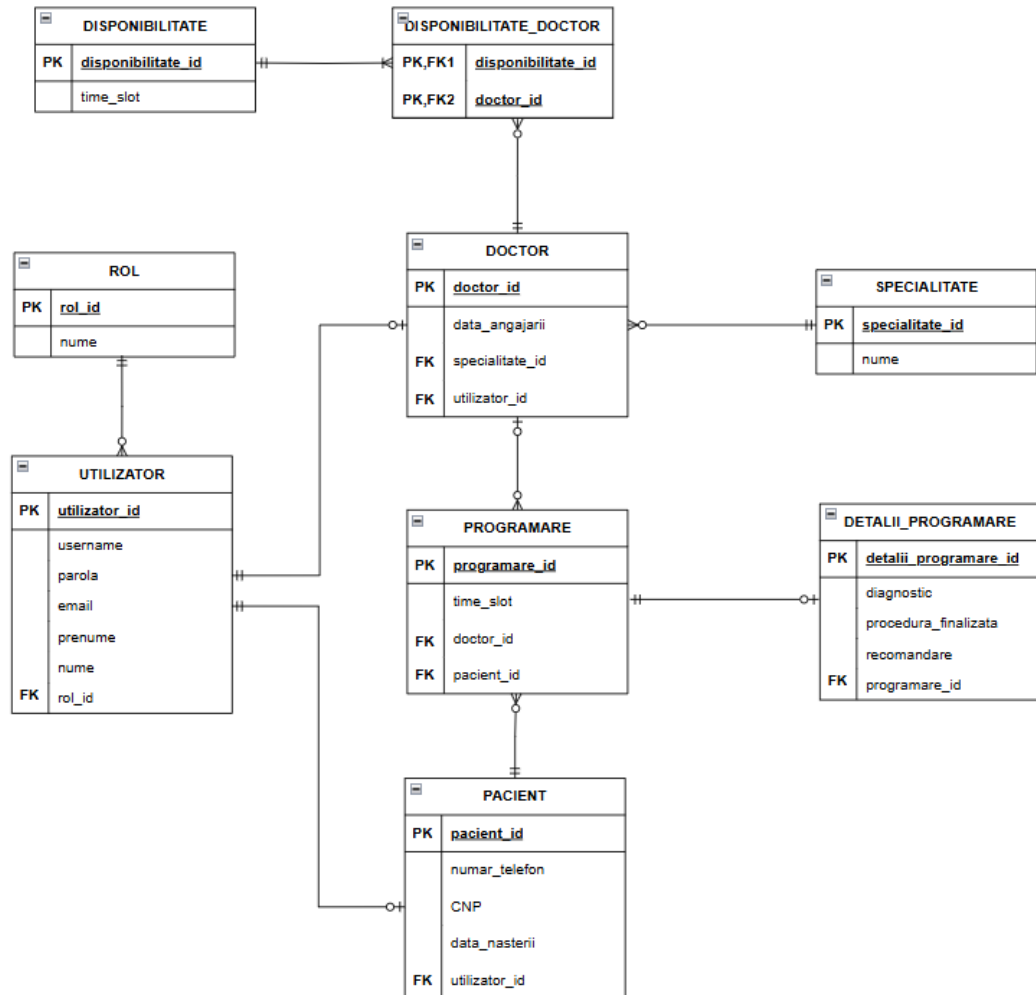 DISPONIBILITATE
PK disponibilitate_id
time_slot
DISPONIBILITATE_DOCTOR
PK,FK1 disponibilitate_id
PK,FK2 doctor_id
ROL
PK rol_id
nume
DOCTOR
PK doctor_id
data_angajarii
FK specialitate_id
FK utilizator_id
SPECIALITATE
PK specialitate_id
nume
UTILIZATOR
PK utilizator_id
username
parola
email
prenume
nume
FK rol_id
PROGRAMARE
PK programare_id
time_slot
FK doctor_id
FK pacient_id
DETALII_PROGRAMARE
PK detalii_programare_id
diagnostic
procedura_finalizata
recomandare
FK programare_id
PACIENT
PK pacient_id
numar_telefon
CNP
data_nasterii
FK utilizator_id